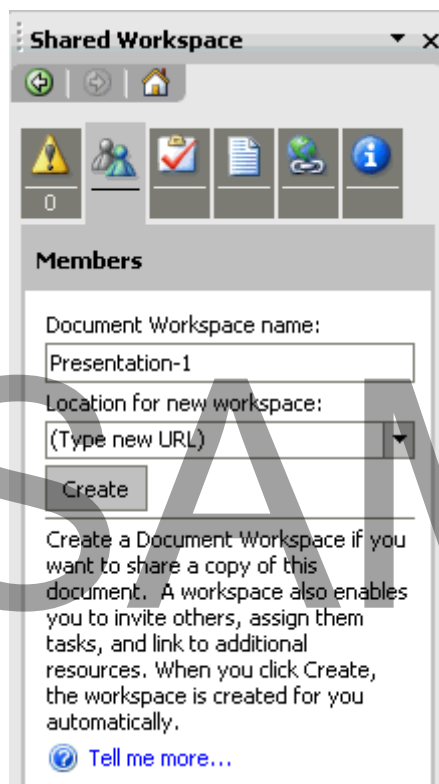 Shared Workspace
0
Members
Document Workspace name:
Presentation-1
Location for new workspace:
(Type new URL)
Create
Create a Document Workspace if you
want to share a copy of this
document. A workspace also enables
you to invite others, assign them
tasks, and link to additional
resources. When you click Create,
the workspace is created for you
automatically.
Tell me more...
SAM